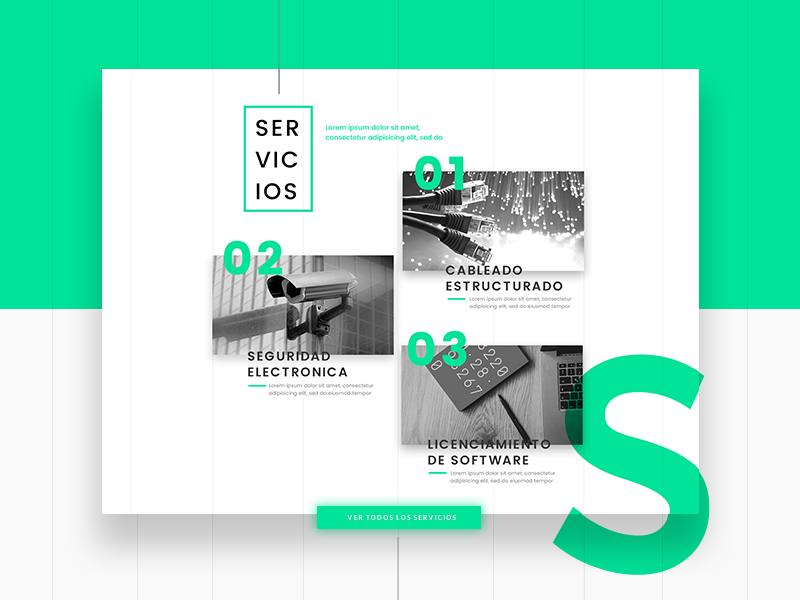 SER
VIC
IOS
Lorem ipsum dolor sit amet,
consectetur adipisicing elit, sed do
01
CABLEADO
ESTRUCTURADO
Lorem ipsum dolor sit amet, consectetur
adipisicing elit, sed do eiusmod tempor
02
SEGURIDAD
ELECTRONICA
Lorem ipsum dolor sit amet, consectetur
adipisicing elit, sed do eiusmod tempor
03
LICENCIAMIENTO
DE SOFTWARE
Lorem ipsum dolor sit amet, consectetur
adipisicing elit, sed do eiusmod tempor
S
VER TODOS LOS SERVICIOS